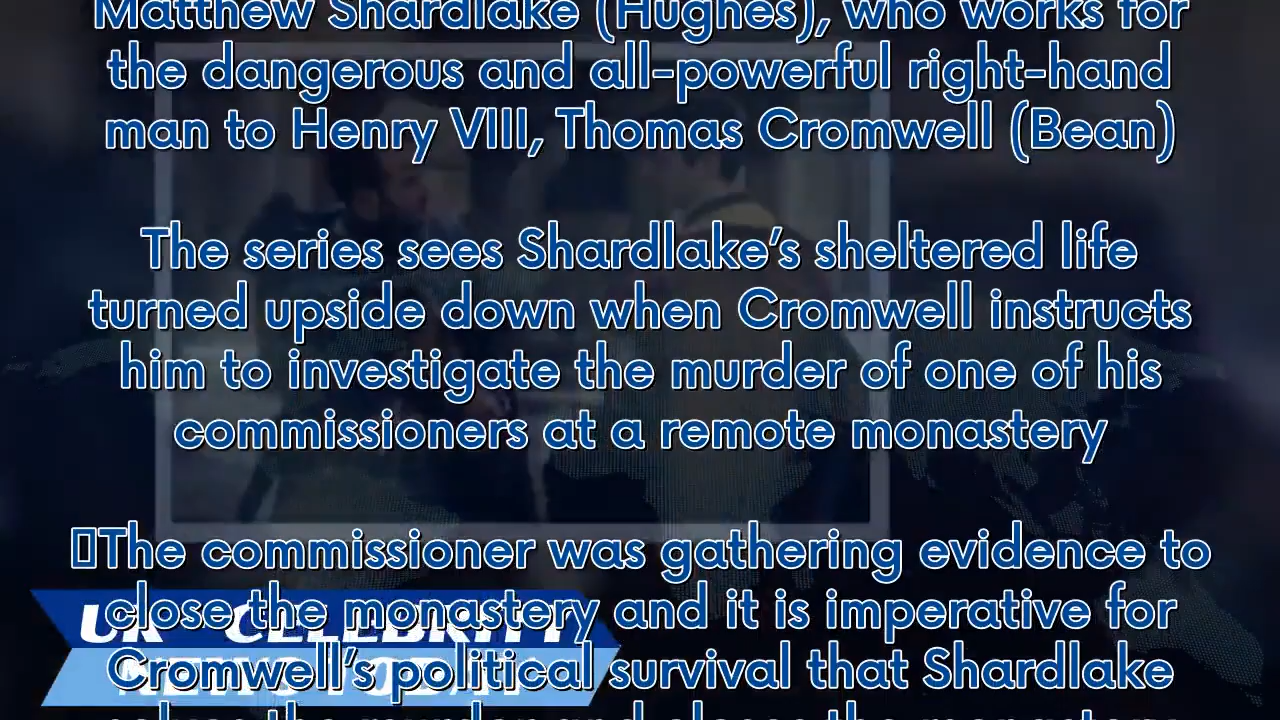 Matthew Shardlake (Hughes), who works for
the dangerous and all-powerful right-hand
man to Henry VIII, Thomas Cromwell (Bean)
The series sees Shardlake’s sheltered life
turned upside down when Cromwell instructs
him to investigate the murder of one of his
commissioners at a remote monastery
The commissioner was gathering evidence to
close the monastery and it is imperative for
Cromwell’s political survival that Shardlake
UK CELEBRITY